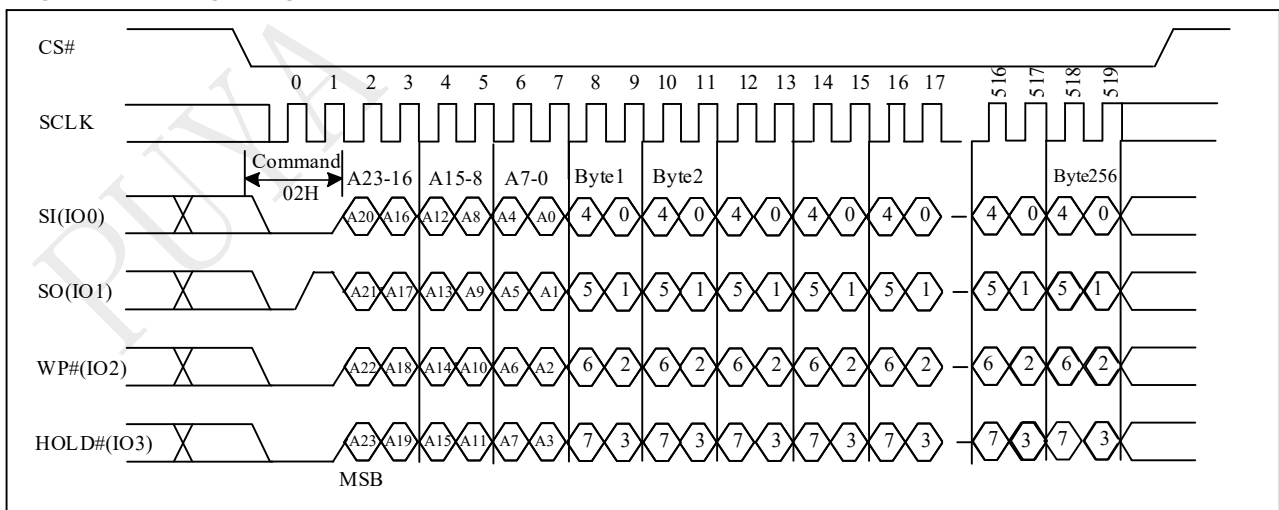 CS#
0 1 2 3 4 5 6 7 8 9 10 11 12 13 14 15 16 17 516 517 518 519
SCLK
Command
02H
A23-16 A15-8 A7-0 Byte1 Byte2 Byte256
SI(IO0) A20 A16 A12 A8 A4 A0 4 0 4 0 4 0 4 0 4 0 4 0 4 0
SO(IO1) A21 A17 A13 A9 A5 A1 5 1 5 1 5 1 5 1 5 1 5 1 5 1
WP#(IO2) A22 A18 A14 A10 A6 A2 6 2 6 2 6 2 6 2 6 2 6 2 6 2
HOLD#(IO3) A23 A19 A15 A11 A7 A3 7 3 7 3 7 3 7 3 7 3 7 3 7 3
MSB
PUYA